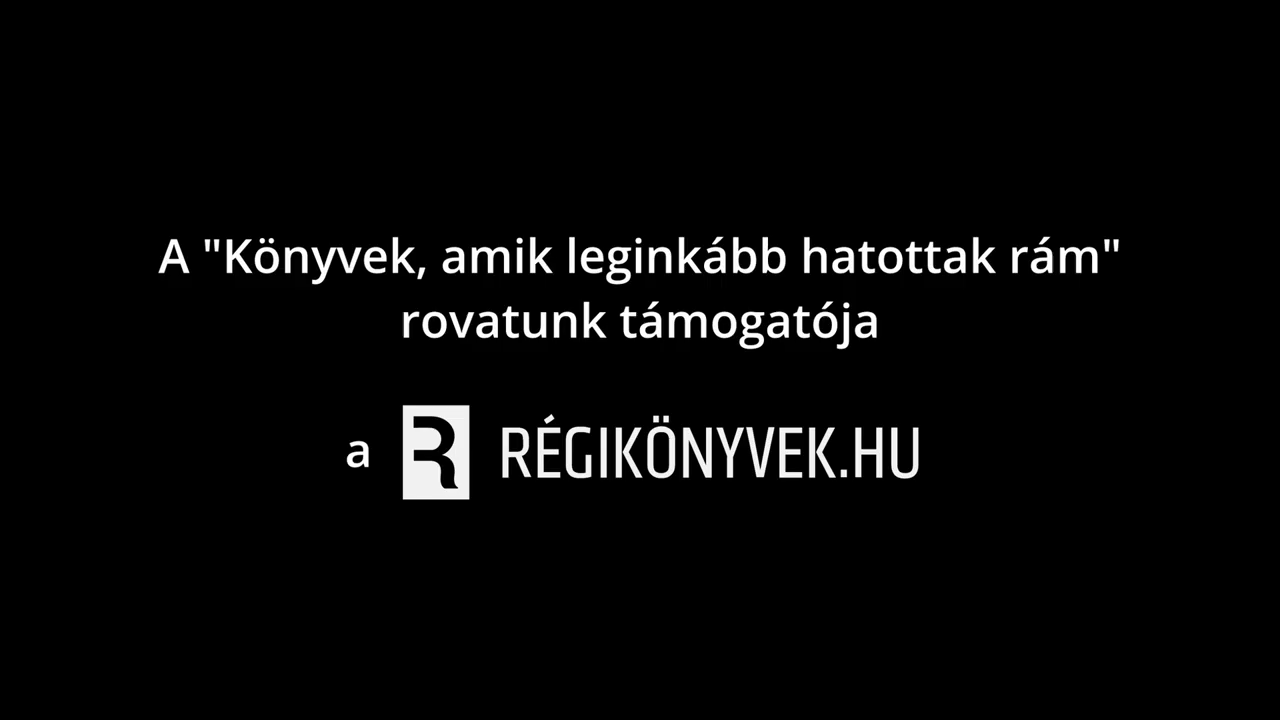 A "Könyvek, amik leginkább hatottak rám"
rovatunk támogatója
a R RÉGIKÖNYVEK.HU